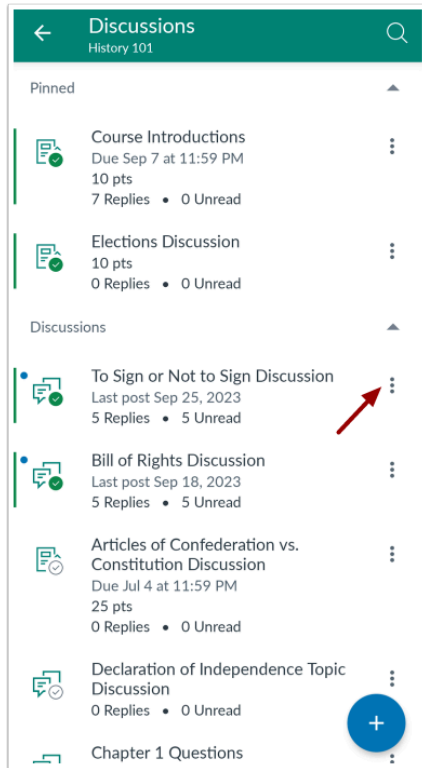 Discussions
History 101
Pinned
Course Introductions
Due Sep 7 at 11:59 PM
10 pts
7 Replies • 0 Unread
Elections Discussion
10 pts
0 Replies • 0 Unread
Discussions
To Sign or Not to Sign Discussion
Last post Sep 25, 2023
5 Replies • 5 Unread
Bill of Rights Discussion
Last post Sep 18, 2023
5 Replies • 5 Unread
Articles of Confederation vs.
Constitution Discussion
Due Jul 4 at 11:59 PM
25 pts
0 Replies • 0 Unread
Declaration of Independence Topic
Discussion
0 Replies • 0 Unread
Chapter 1 Questions